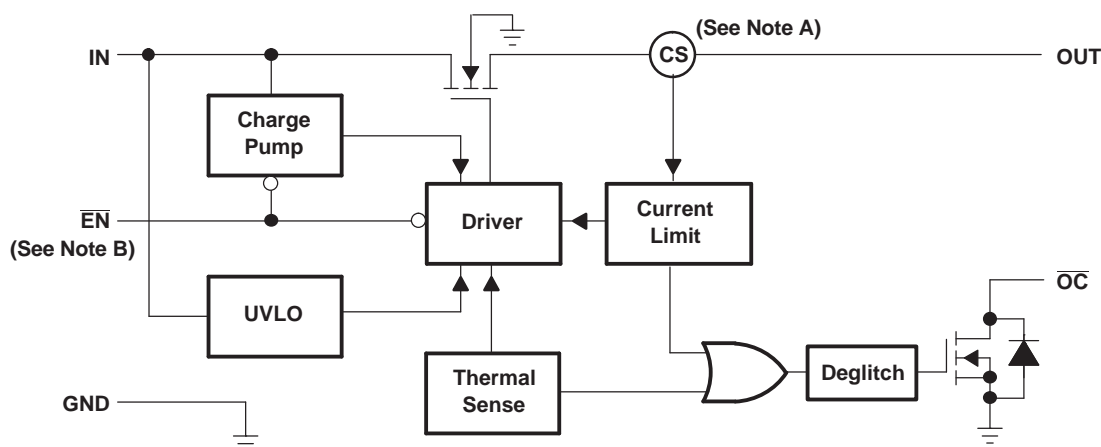 (See Note A)
IN
CS
OUT
Charge
Pump
EN
(See Note B)
Driver
Current
Limit
UVLO
OC
Thermal
Sense
Deglitch
GND